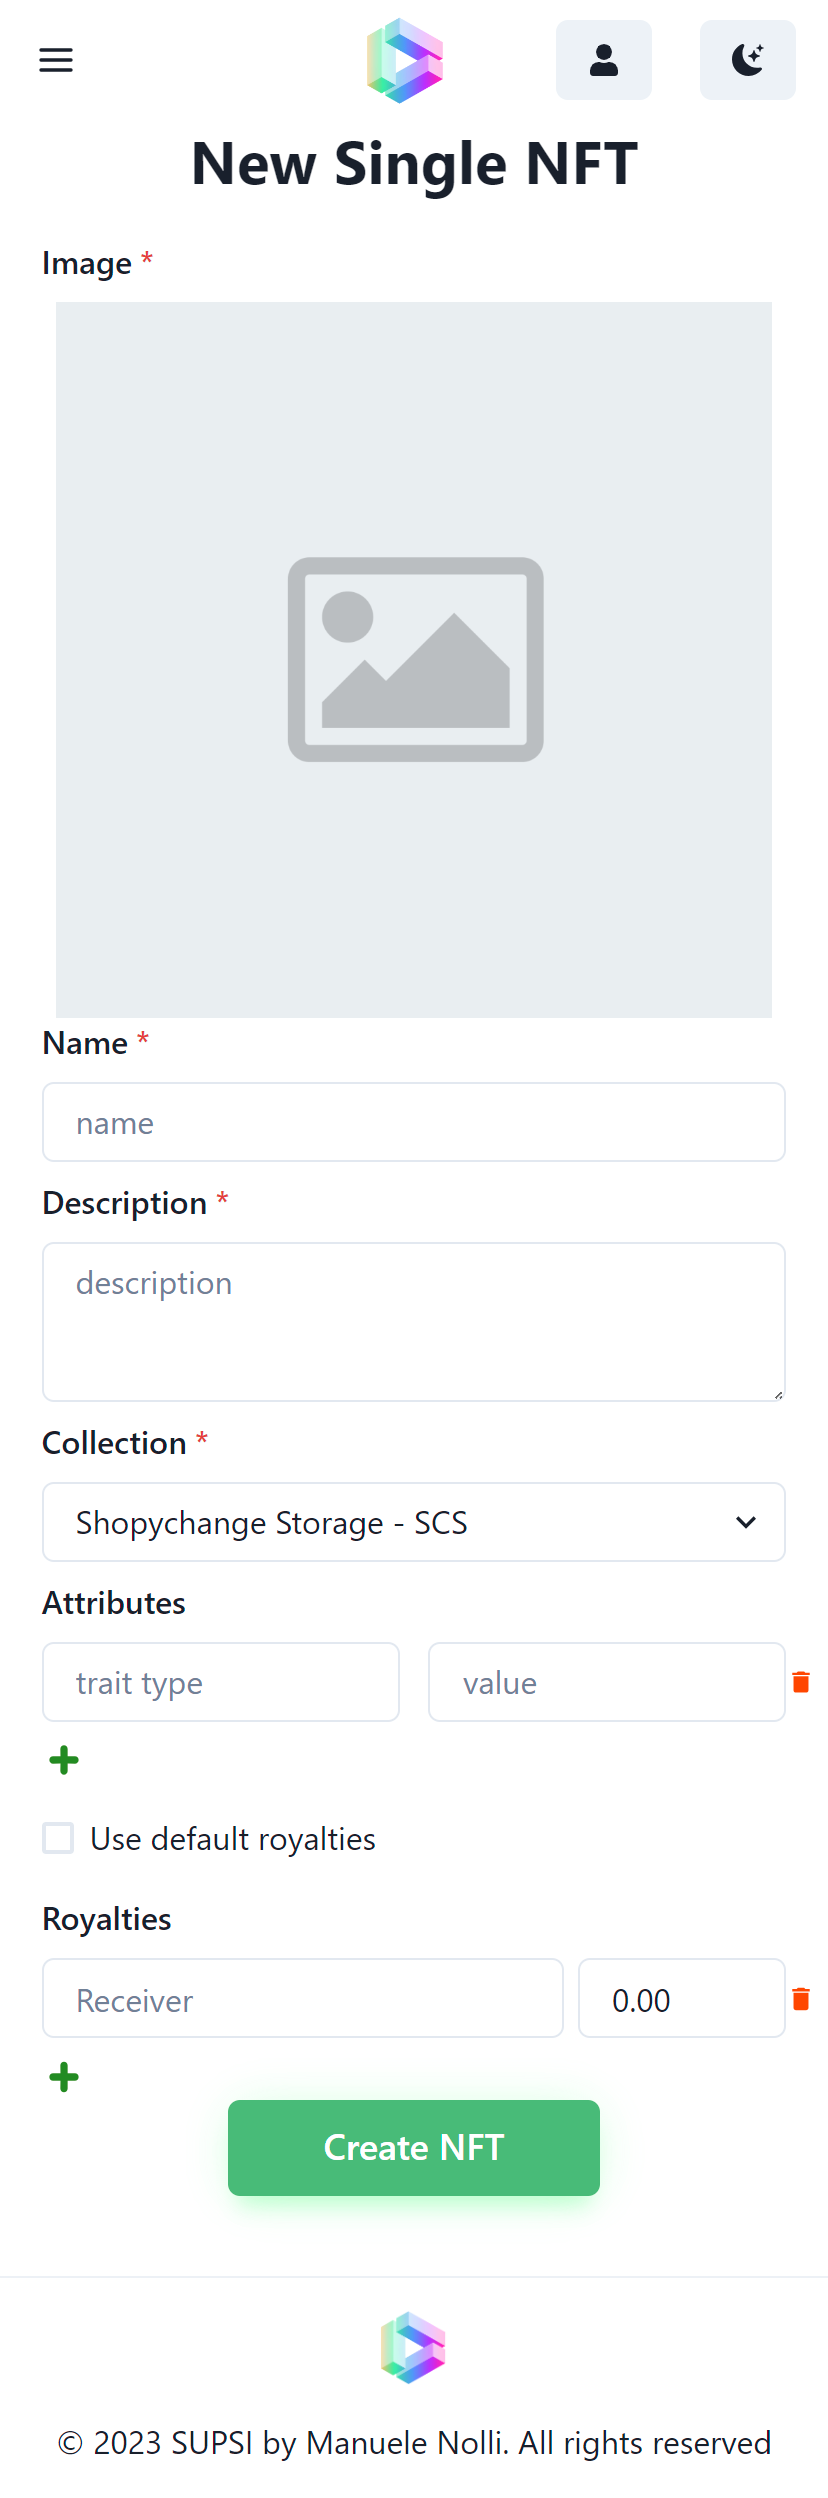 New Single NFT
Image *
Name *
name
Description *
description
Collection *
Shopychange Storage - SCS
Attributes
trait type value
Use default royalties
Royalties
Receiver 0.00
Create NFT
© 2023 SUPSI by Manuele Nolli. All rights reserved